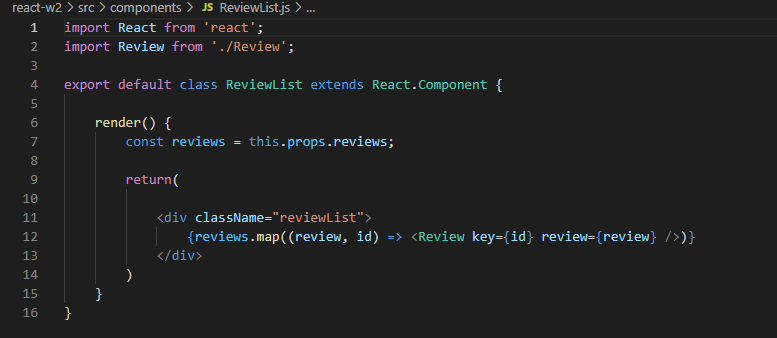 react-w2 > src > components > JS ReviewList.js > ...
1 import React from 'react';
2 import Review from './Review';
3
4 export default class ReviewList extends React.Component {
5
6     render() {
7         const reviews = this.props.reviews;
8
9         return(
10
11             <div className="reviewList">
12                 {reviews.map((review, id) => <Review key={id} review={review} />)}
13             </div>
14         )
15     }
16 }